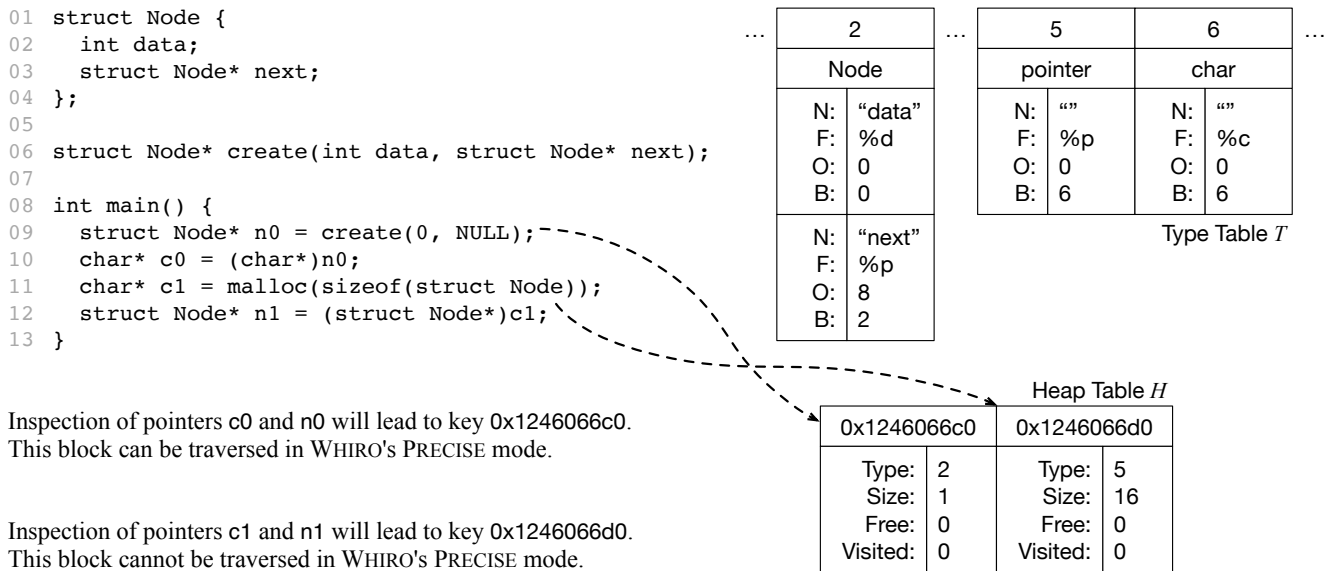 01 struct Node {
02   int data;
03   struct Node* next;
04 };
05
06 struct Node* create(int data, struct Node* next);
07
08 int main() {
09   struct Node* n0 = create(0, NULL);
10   char* c0 = (char*)n0;
11   char* c1 = malloc(sizeof(struct Node));
12   struct Node* n1 = (struct Node*)c1;
13 }
Inspection of pointers c0 and n0 will lead to key 0x1246066c0.
This block can be traversed in WHIRO's PRECISE mode.
Inspection of pointers c1 and n1 will lead to key 0x1246066d0.
This block cannot be traversed in WHIRO's PRECISE mode.
... 2 ... 5 6 ...
Node pointer char
N: “data” N: “” N: “”
F: %d F: %p F: %c
O: 0 O: 0 O: 0
B: 0 B: 6 B: 6
Type Table T
N: “next”
F: %p
O: 8
B: 2
Heap Table H
0x1246066c0 0x1246066d0
Type: 2 Type: 5
Size: 1 Size: 16
Free: 0 Free: 0
Visited: 0 Visited: 0